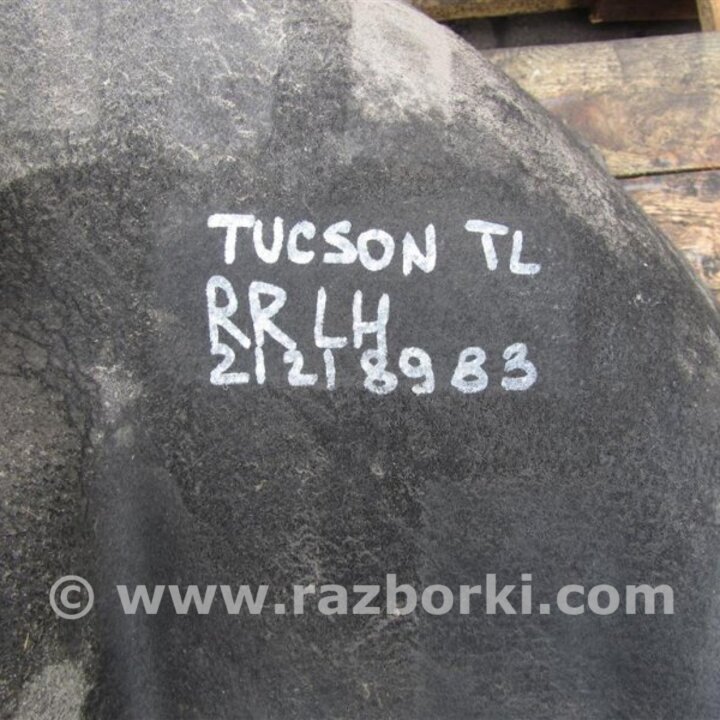 TUCSON TL
RR LH
21218983
© www.razborki.com